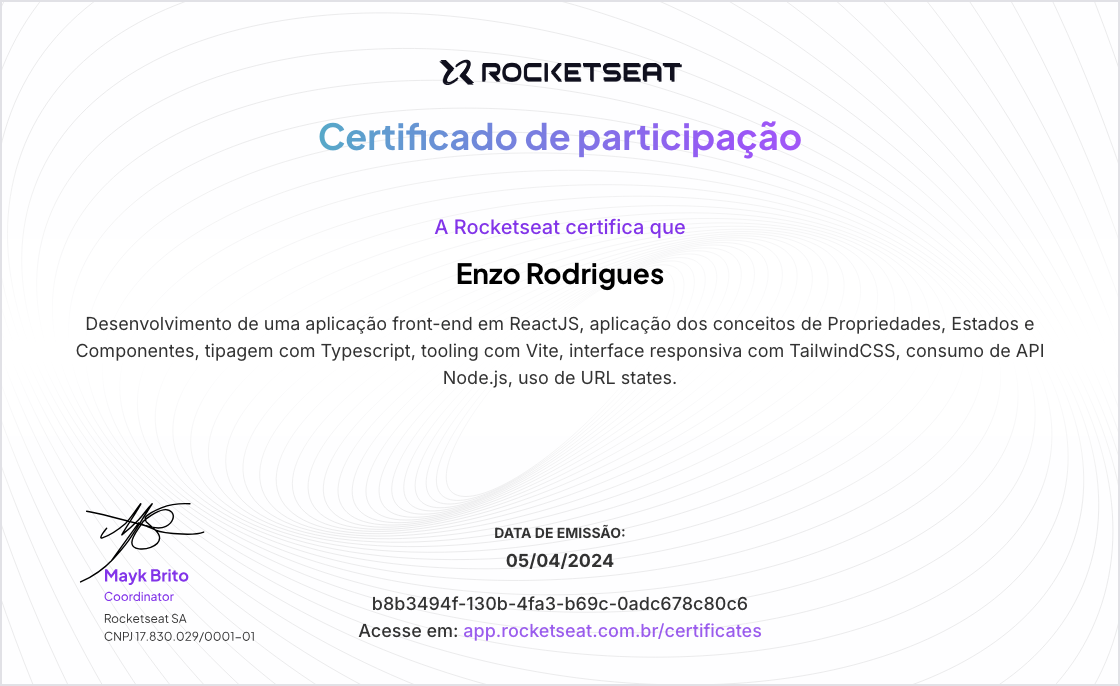 ROCKETSEAT
Certificado de participação
A Rocketseat certifica que
Enzo Rodrigues
Desenvolvimento de uma aplicação front-end em ReactJS, aplicação dos conceitos de Propriedades, Estados e
Componentes, tipagem com Typescript, tooling com Vite, interface responsiva com TailwindCSS, consumo de API
Node.js, uso de URL states.
Mayk Brito
Coordinator
Rocketseat SA
CNPJ 17.830.029/0001-01
DATA DE EMISSÃO:
05/04/2024
b8b3494f-130b-4fa3-b69c-0adc678c80c6
Acesse em: app.rocketseat.com.br/certificates